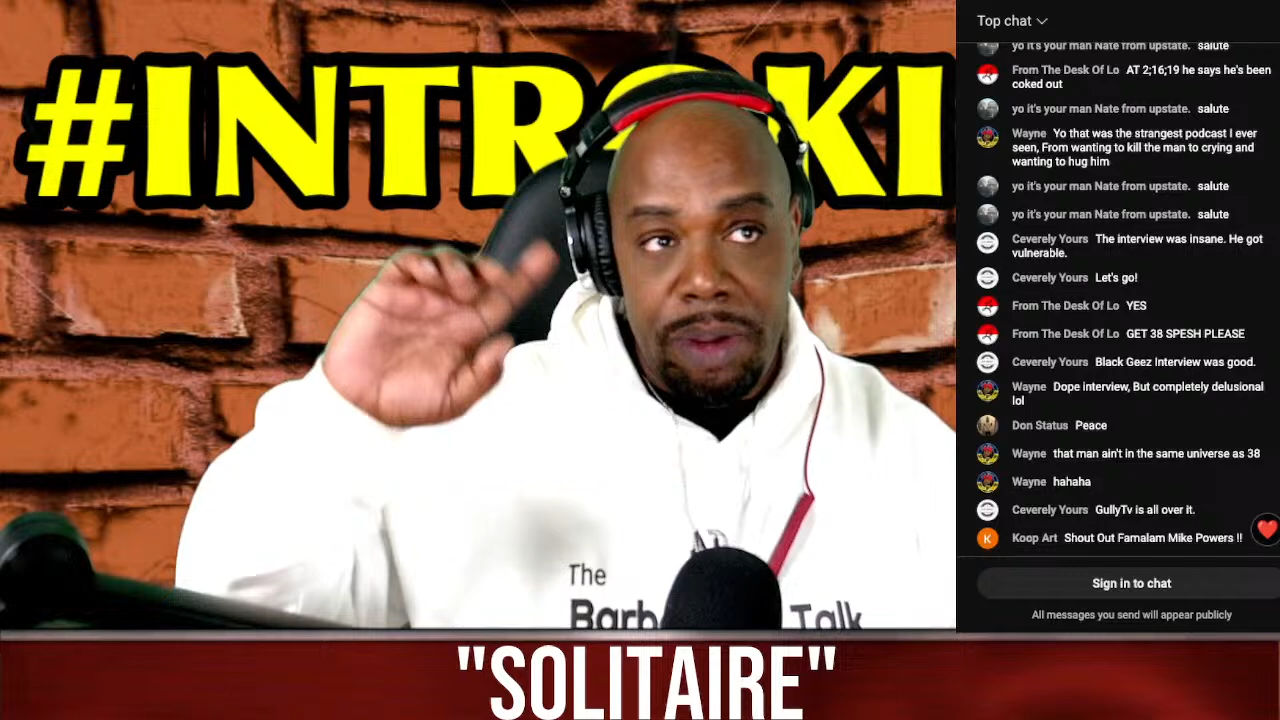 #INTROKI
The
Barb Talk
"SOLITAIRE"
Top chat
yo it's your man Nate from upstate. salute
From The Desk Of Lo AT 2;16;19 he says he's been
coked out
yo it's your man Nate from upstate. salute
Wayne Yo that was the strangest podcast I ever
seen, From wanting to kill the man to crying and
wanting to hug him
yo it's your man Nate from upstate. salute
yo it's your man Nate from upstate. salute
Ceverely Yours The interview was insane. He got
vulnerable.
Ceverely Yours Let's go!
From The Desk Of Lo YES
From The Desk Of Lo GET 38 SPESH PLEASE
Ceverely Yours Black Geez Interview was good.
Wayne Dope interview, But completely delusional
lol
Don Status Peace
Wayne that man ain't in the same universe as 38
Wayne hahaha
Ceverely Yours GullyTv is all over it.
K
Koop Art Shout Out Famalam Mike Powers !!
Sign in to chat
All messages you send will appear publicly